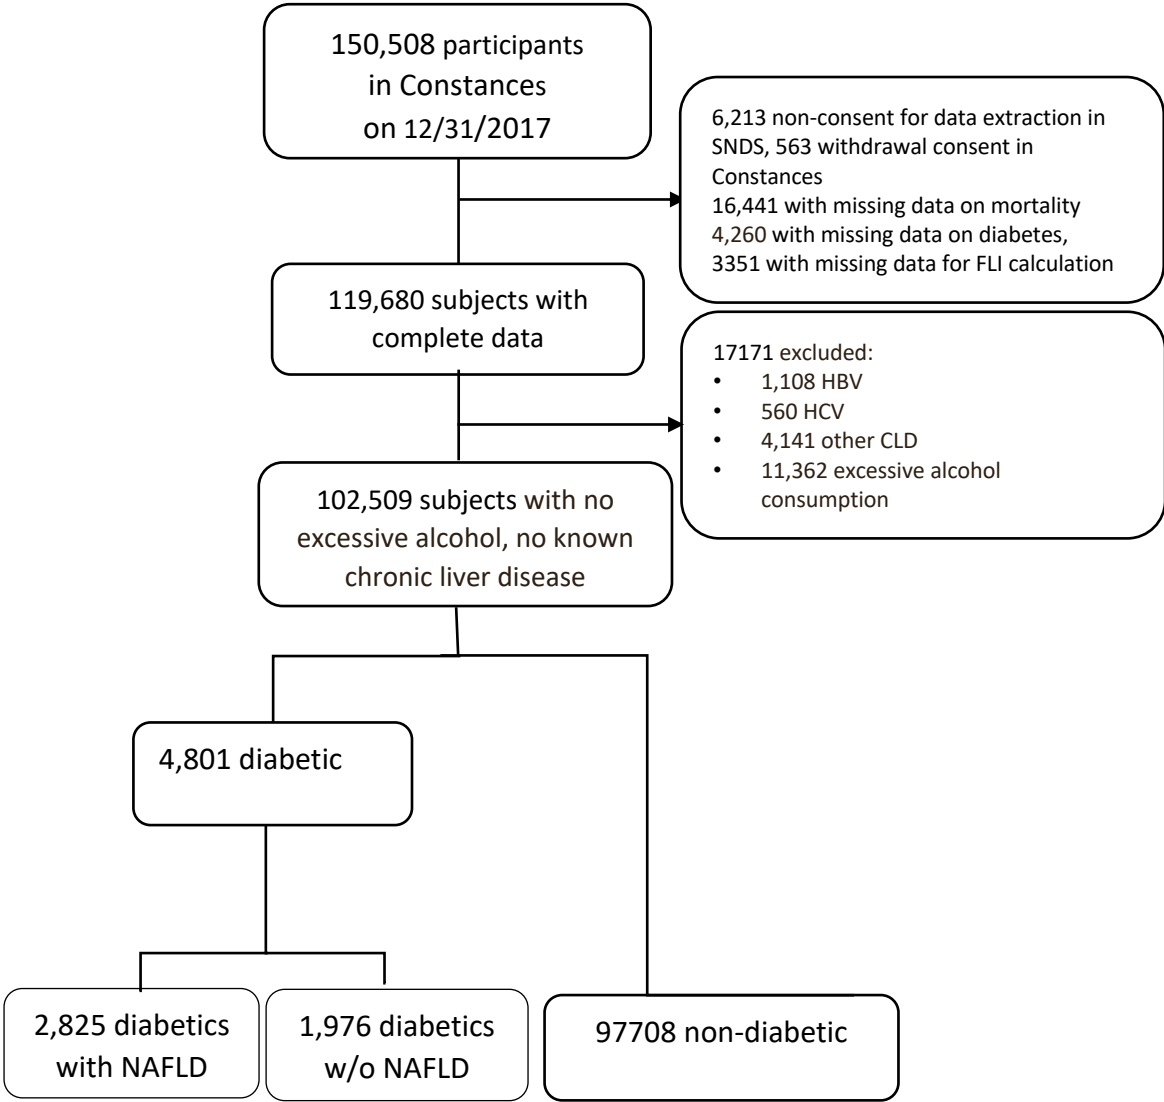 150,508 participants
in Constances
on 12/31/2017
6,213 non-consent for data extraction in
SNDS, 563 withdrawal consent in
Constances
16,441 with missing data on mortality
4,260 with missing data on diabetes,
3351 with missing data for FLI calculation
119,680 subjects with
complete data
17171 excluded:
• 1,108 HBV
• 560 HCV
• 4,141 other CLD
• 11,362 excessive alcohol
consumption
102,509 subjects with no
excessive alcohol, no known
chronic liver disease
4,801 diabetic
2,825 diabetics
with NAFLD
1,976 diabetics
w/o NAFLD
97708 non-diabetic